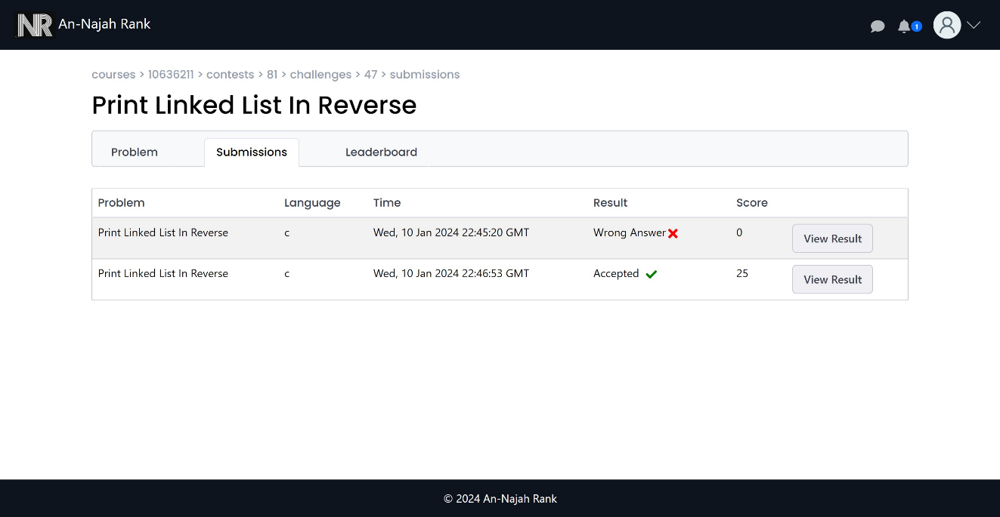 NR An-Najah Rank
1
courses > 10636211 > contests > 81 > challenges > 47 > submissions
Print Linked List In Reverse
Problem Submissions Leaderboard
Problem Language Time Result Score
Print Linked List In Reverse c Wed, 10 Jan 2024 22:45:20 GMT Wrong Answer 0 View Result
Print Linked List In Reverse c Wed, 10 Jan 2024 22:46:53 GMT Accepted 25 View Result
© 2024 An-Najah Rank